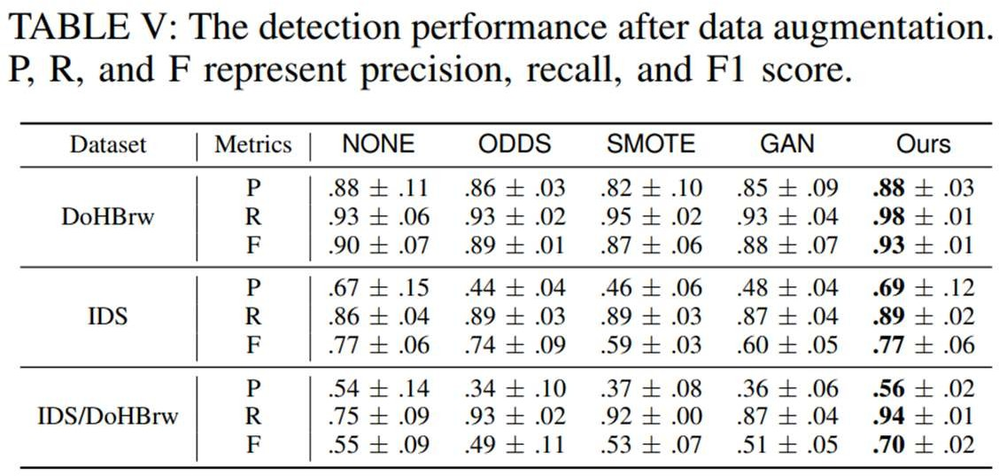 TABLE V: The detection performance after data augmentation.
P, R, and F represent precision, recall, and F1 score.
Dataset Metrics NONE ODDS SMOTE GAN Ours
P .88 ± .11 .86 ± .03 .82 ± .10 .85 ± .09 .88 ± .03
DoHBrw R .93 ± .06 .93 ± .02 .95 ± .02 .93 ± .04 .98 ± .01
F .90 ± .07 .89 ± .01 .87 ± .06 .88 ± .07 .93 ± .01
P .67 ± .15 .44 ± .04 .46 ± .06 .48 ± .04 .69 ± .12
IDS R .86 ± .04 .89 ± .03 .89 ± .03 .87 ± .04 .89 ± .02
F .77 ± .06 .74 ± .09 .59 ± .03 .60 ± .05 .77 ± .06
P .54 ± .14 .34 ± .10 .37 ± .08 .36 ± .06 .56 ± .02
IDS/DoHBrw R .75 ± .09 .93 ± .02 .92 ± .00 .87 ± .04 .94 ± .01
F .55 ± .09 .49 ± .11 .53 ± .07 .51 ± .05 .70 ± .02